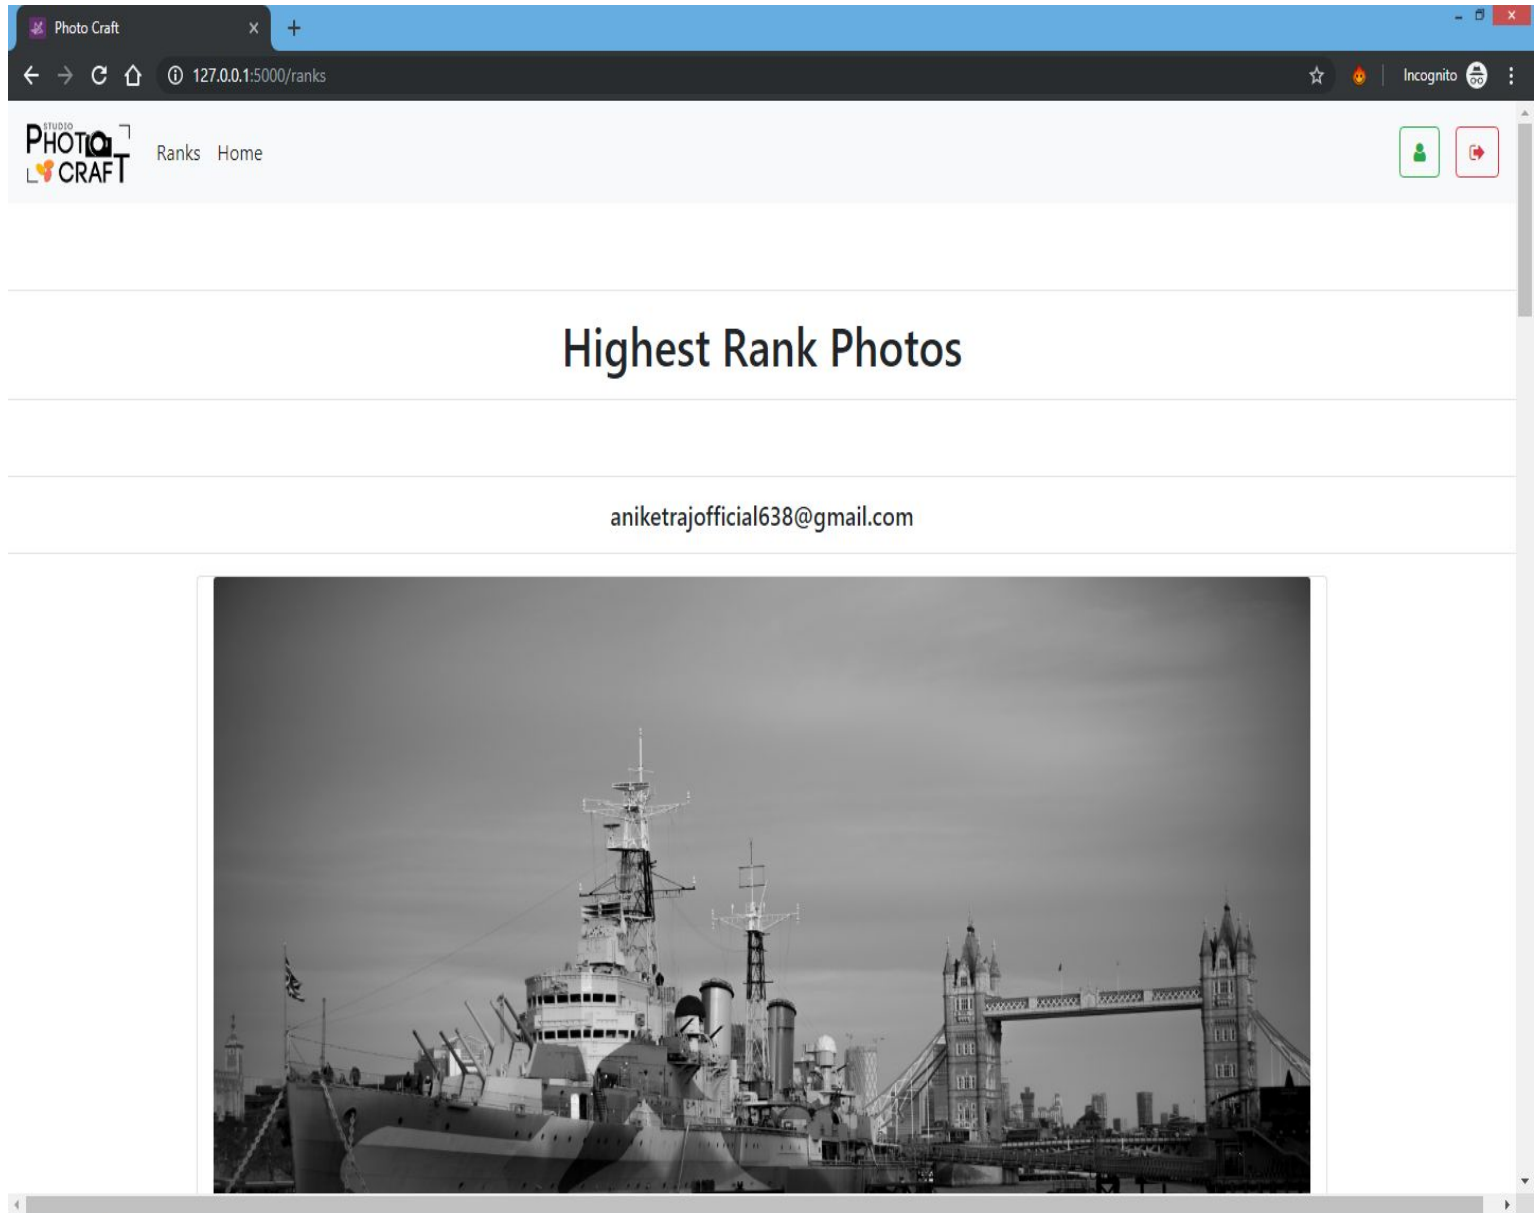 Photo Craft
127.0.0.1:5000/ranks
Incognito
STUDIO
PHOTO
CRAFT
Ranks Home
Highest Rank Photos
aniketrajofficial638@gmail.com